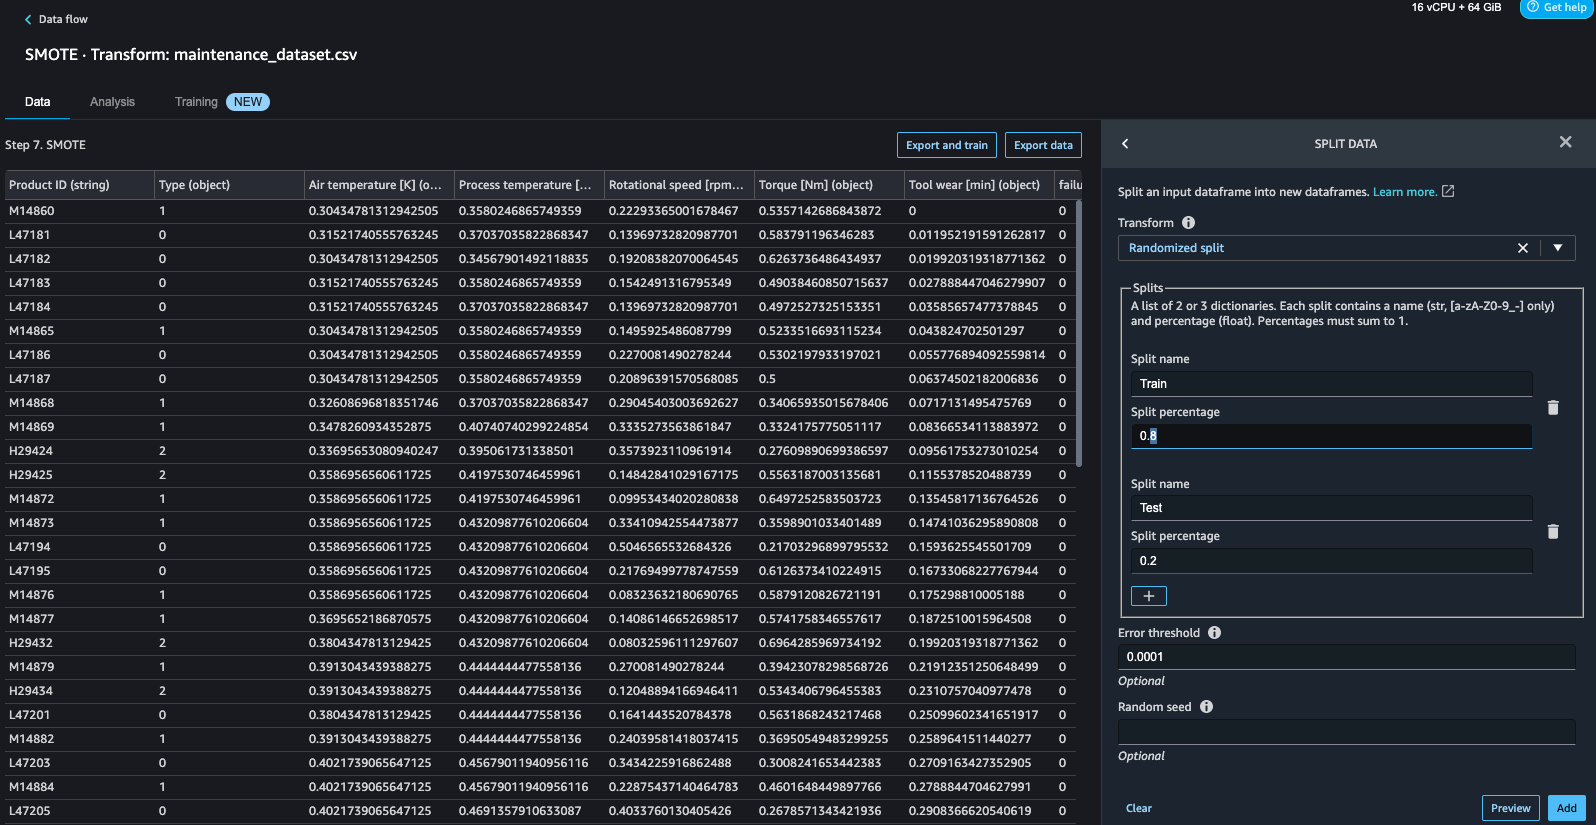 Data flow
16 vCPU + 64 GiB
Get help
SMOTE · Transform: maintenance_dataset.csv
Data Analysis Training NEW
Step 7. SMOTE
Export and train Export data
Product ID (string) Type (object) Air temperature [K] (o... Process temperature [... Rotational speed [rpm... Torque [Nm] (object) Tool wear [min] (object) failu
M14860 1 0.30434781312942505 0.3580246865749359 0.22293365001678467 0.5357142686843872 0 0
L47181 0 0.31521740555763245 0.37037035822868347 0.13969732820987701 0.583791196346283 0.011952191591262817 0
L47182 0 0.30434781312942505 0.34567901492118835 0.19208382070064545 0.6263736486434937 0.019920319318771362 0
L47183 0 0.31521740555763245 0.3580246865749359 0.1542491316795349 0.49038460850715637 0.027888447046279907 0
L47184 0 0.31521740555763245 0.37037035822868347 0.13969732820987701 0.4972527325153351 0.03585657477378845 0
M14865 1 0.30434781312942505 0.3580246865749359 0.1495925486087799 0.5233516693115234 0.043824702501297 0
L47186 0 0.30434781312942505 0.3580246865749359 0.2270081490278244 0.5302197933197021 0.055776894092559814 0
L47187 0 0.30434781312942505 0.3580246865749359 0.20896391570568085 0.5 0.06374502182006836 0
M14868 1 0.32608696818351746 0.37037035822868347 0.29045403003692627 0.34065935015678406 0.0717131495475769 0
M14869 1 0.3478260934352875 0.40740740299224854 0.3335273563861847 0.3324175775051117 0.08366534113883972 0
H29424 2 0.33695653080940247 0.395061731338501 0.3573923110961914 0.27609890699386597 0.09561753273010254 0
H29425 2 0.3586956560611725 0.4197530746459961 0.14842841029167175 0.5563187003135681 0.1155378520488739 0
M14872 1 0.3586956560611725 0.4197530746459961 0.09953434020280838 0.6497252583503723 0.13545817136764526 0
M14873 1 0.3586956560611725 0.43209877610206604 0.33410942554473877 0.3598901033401489 0.14741036295890808 0
L47194 0 0.3586956560611725 0.43209877610206604 0.5046565532684326 0.21703296899795532 0.1593625545501709 0
L47195 0 0.3586956560611725 0.43209877610206604 0.21769499778747559 0.6126373410224915 0.16733068227767944 0
M14876 1 0.3586956560611725 0.43209877610206604 0.08323632180690765 0.5879120826721191 0.175298810005188 0
M14877 1 0.3695652186870575 0.43209877610206604 0.14086146652698517 0.5741758346557617 0.1872510015964508 0
H29432 2 0.3804347813129425 0.43209877610206604 0.08032596111297607 0.6964285969734192 0.19920319318771362 0
M14879 1 0.3913043439388275 0.4444444477558136 0.270081490278244 0.39423078298568726 0.21912351250648499 0
H29434 2 0.3913043439388275 0.4444444477558136 0.12048894166946411 0.5343406796455383 0.2310757040977478 0
L47201 0 0.3804347813129425 0.4444444477558136 0.1641443520784378 0.5631868243217468 0.25099602341651917 0
M14882 1 0.3913043439388275 0.4444444477558136 0.24039581418037415 0.36950549483299255 0.2589641511440277 0
L47203 0 0.4021739065647125 0.45679011940956116 0.3434225916862488 0.3008241653442383 0.2709163427352905 0
M14884 1 0.4021739065647125 0.45679011940956116 0.22875437140464783 0.4601648449897766 0.2788844704627991 0
L47205 0 0.4021739065647125 0.4691357910633087 0.4033760130405426 0.2678571343421936 0.2908366620540619 0
SPLIT DATA
Split an input dataframe into new dataframes. Learn more.
Transform
Randomized split
Splits
A list of 2 or 3 dictionaries. Each split contains a name (str, [a-zA-Z0-9_-] only)
and percentage (float). Percentages must sum to 1.
Split name
Train
Split percentage
0.8
Split name
Test
Split percentage
0.2
Error threshold
0.0001
Optional
Random seed
Optional
Clear Preview Add